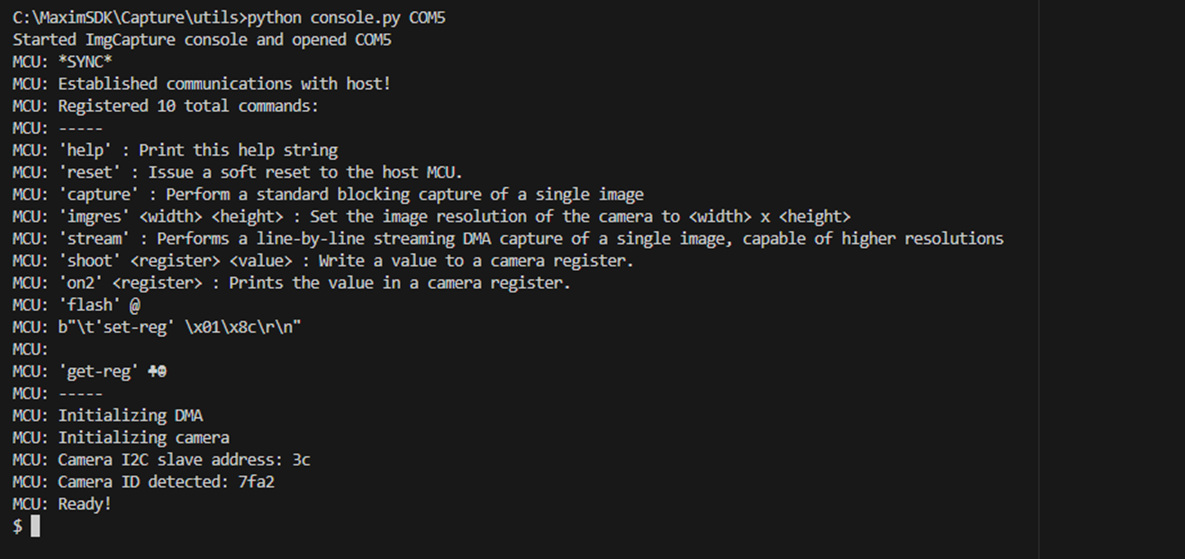 C:\MaximSDK\Capture\utils>python console.py COM5
Started ImgCapture console and opened COM5
MCU: *SYNC*
MCU: Established communications with host!
MCU: Registered 10 total commands:
MCU: -----
MCU: 'help' : Print this help string
MCU: 'reset' : Issue a soft reset to the host MCU.
MCU: 'capture' : Perform a standard blocking capture of a single image
MCU: 'imgres' <width> <height> : Set the image resolution of the camera to <width> x <height>
MCU: 'stream' : Performs a line-by-line streaming DMA capture of a single image, capable of higher resolutions
MCU: 'shoot' <register> <value> : Write a value to a camera register.
MCU: 'on2' <register> : Prints the value in a camera register.
MCU: 'flash' @
MCU: b"\t'set-reg' \x01\x8c\r\n"
MCU:
MCU: 'get-reg'
MCU: -----
MCU: Initializing DMA
MCU: Initializing camera
MCU: Camera I2C slave address: 3c
MCU: Camera ID detected: 7fa2
MCU: Ready!
$